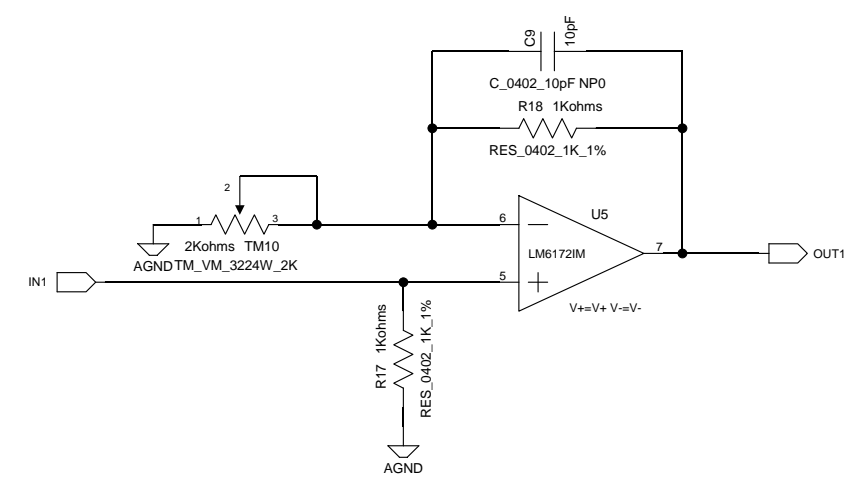 C9
10pF
C_0402_10pF NP0
R18 1Kohms
RES_0402_1K_1%
2
1
3
2Kohms TM10
AGND
TM_VM_3224W_2K
6
U5
LM6172IM
7
OUT1
IN1
5
V+=V+ V-=V-
R17 1Kohms
RES_0402_1K_1%
AGND